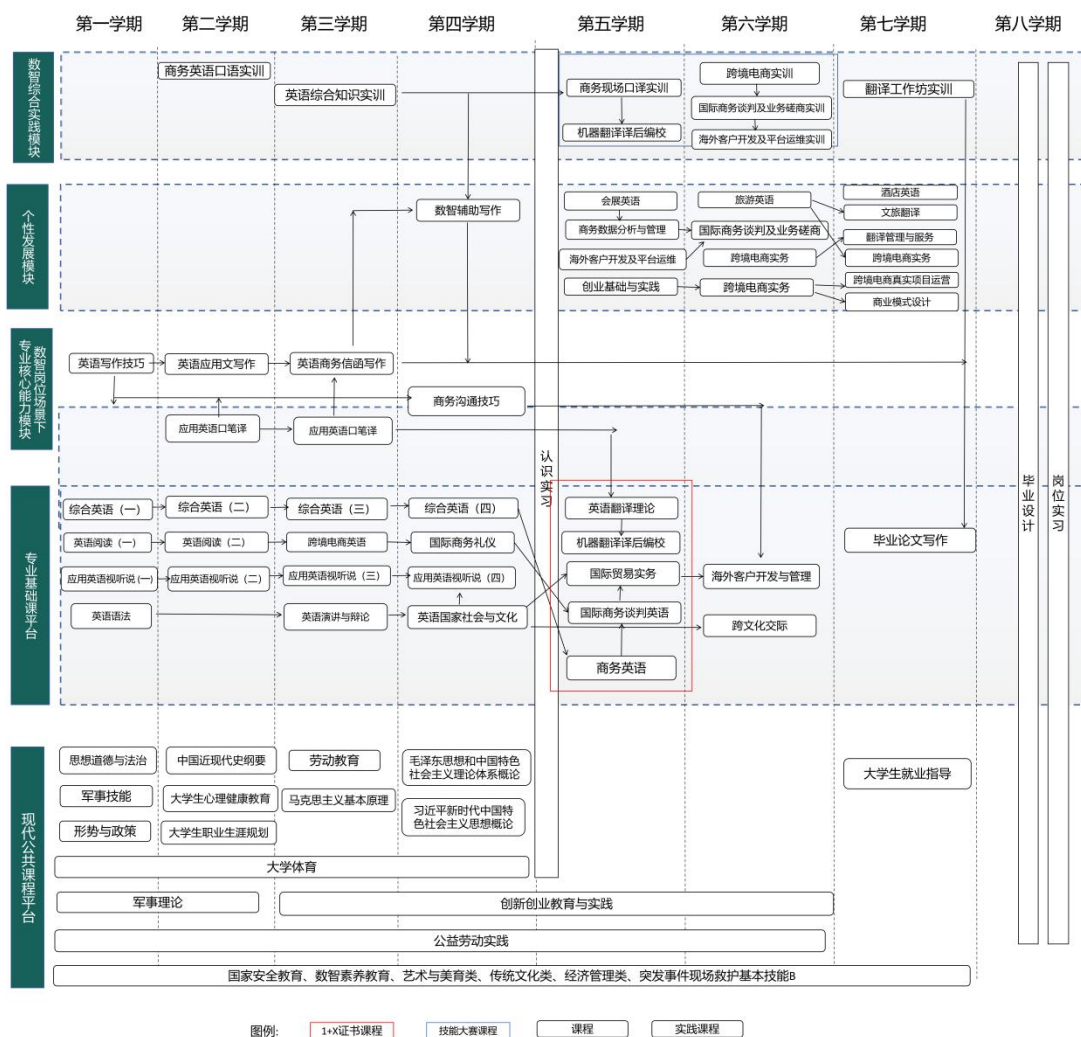 第一学期 第二学期 第三学期 第四学期 第五学期 第六学期 第七学期 第八学期
数智综合实践模块
商务英语口语实训
英语综合知识实训
商务现场口译实训
机器翻译译后编校
跨境电商实训
国际商务谈判及业务磋商实训
海外客户开发及平台运维实训
翻译工作坊实训
个性发展模块
数智辅助写作
会展英语
商务数据分析与管理
海外客户开发及平台运维
创业基础与实践
旅游英语
国际商务谈判及业务磋商
跨境电商实务
跨境电商实务
酒店英语
文旅翻译
翻译管理与服务
跨境电商实务
跨境电商真实项目运营
商业模式设计
数智岗位场景下
专业核心能力模块
英语写作技巧
英语应用文写作
英语商务信函写作
商务沟通技巧
应用英语口笔译
应用英语口笔译
认识实习
毕业设计
岗位实习
专业基础课平台
综合英语（一）
综合英语（二）
综合英语（三）
综合英语（四）
英语阅读（一）
英语阅读（二）
跨境电商英语
国际商务礼仪
应用英语视听说（一）
应用英语视听说（二）
应用英语视听说（三）
应用英语视听说（四）
英语语法
英语演讲与辩论
英语国家社会与文化
英语翻译理论
机器翻译译后编校
国际贸易实务
国际商务谈判英语
商务英语
海外客户开发与管理
跨文化交际
毕业论文写作
现代公共课程平台
思想道德与法治
中国近现代史纲要
劳动教育
毛泽东思想和中国特色
社会主义理论体系概论
军事技能
大学生心理健康教育
马克思主义基本原理
习近平新时代中国特
色社会主义思想概论
形势与政策
大学生职业生涯规划
大学生就业指导
大学体育
军事理论
创新创业教育与实践
公益劳动实践
国家安全教育、数智素养教育、艺术与美育类、传统文化类、经济管理类、突发事件现场救护基本技能B
图例:
1+X证书课程
技能大赛课程
课程
实践课程